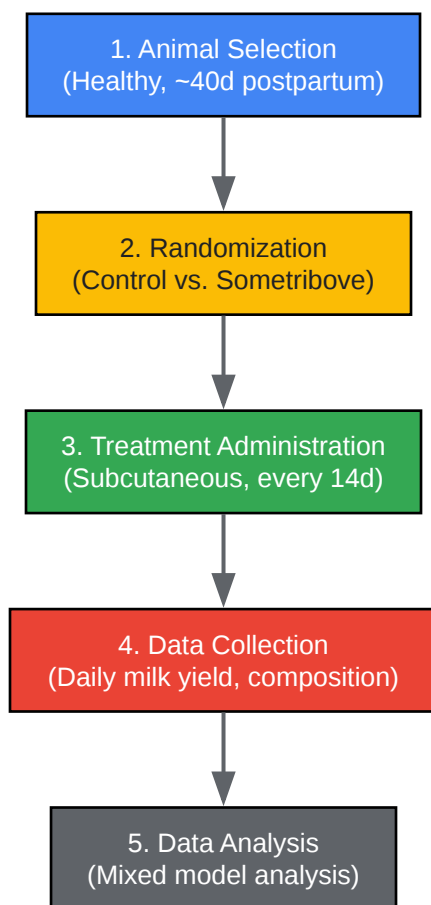 1. Animal Selection
(Healthy, ~40d postpartum)
2. Randomization
(Control vs. Sometribove)
3. Treatment Administration
(Subcutaneous, every 14d)
4. Data Collection
(Daily milk yield, composition)
5. Data Analysis
(Mixed model analysis)